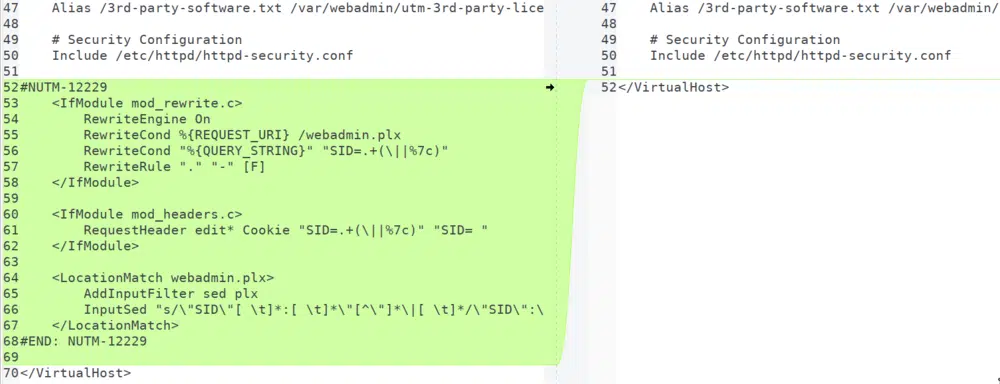 47    Alias /3rd-party-software.txt /var/webadmin/utm-3rd-party-lice
48
49    # Security Configuration
50    Include /etc/httpd/httpd-security.conf
51
52#NUTM-12229
53    <IfModule mod_rewrite.c>
54        RewriteEngine On
55        RewriteCond %{REQUEST_URI} /webadmin.plx
56        RewriteCond "%{QUERY_STRING}" "SID=.+(\||%7c)"
57        RewriteRule "." "-" [F]
58    </IfModule>
59
60    <IfModule mod_headers.c>
61        RequestHeader edit* Cookie "SID=.+(\||%7c)" "SID= "
62    </IfModule>
63
64    <LocationMatch webadmin.plx>
65        AddInputFilter sed plx
66        InputSed "s/\"SID\"[ \t]*:[ \t]*\"[^\"]*\|[ \t]*/\"SID\":\
67    </LocationMatch>
68#END: NUTM-12229
69
70</VirtualHost>
47    Alias /3rd-party-software.txt /var/webadmin/
48
49    # Security Configuration
50    Include /etc/httpd/httpd-security.conf
51
52</VirtualHost>